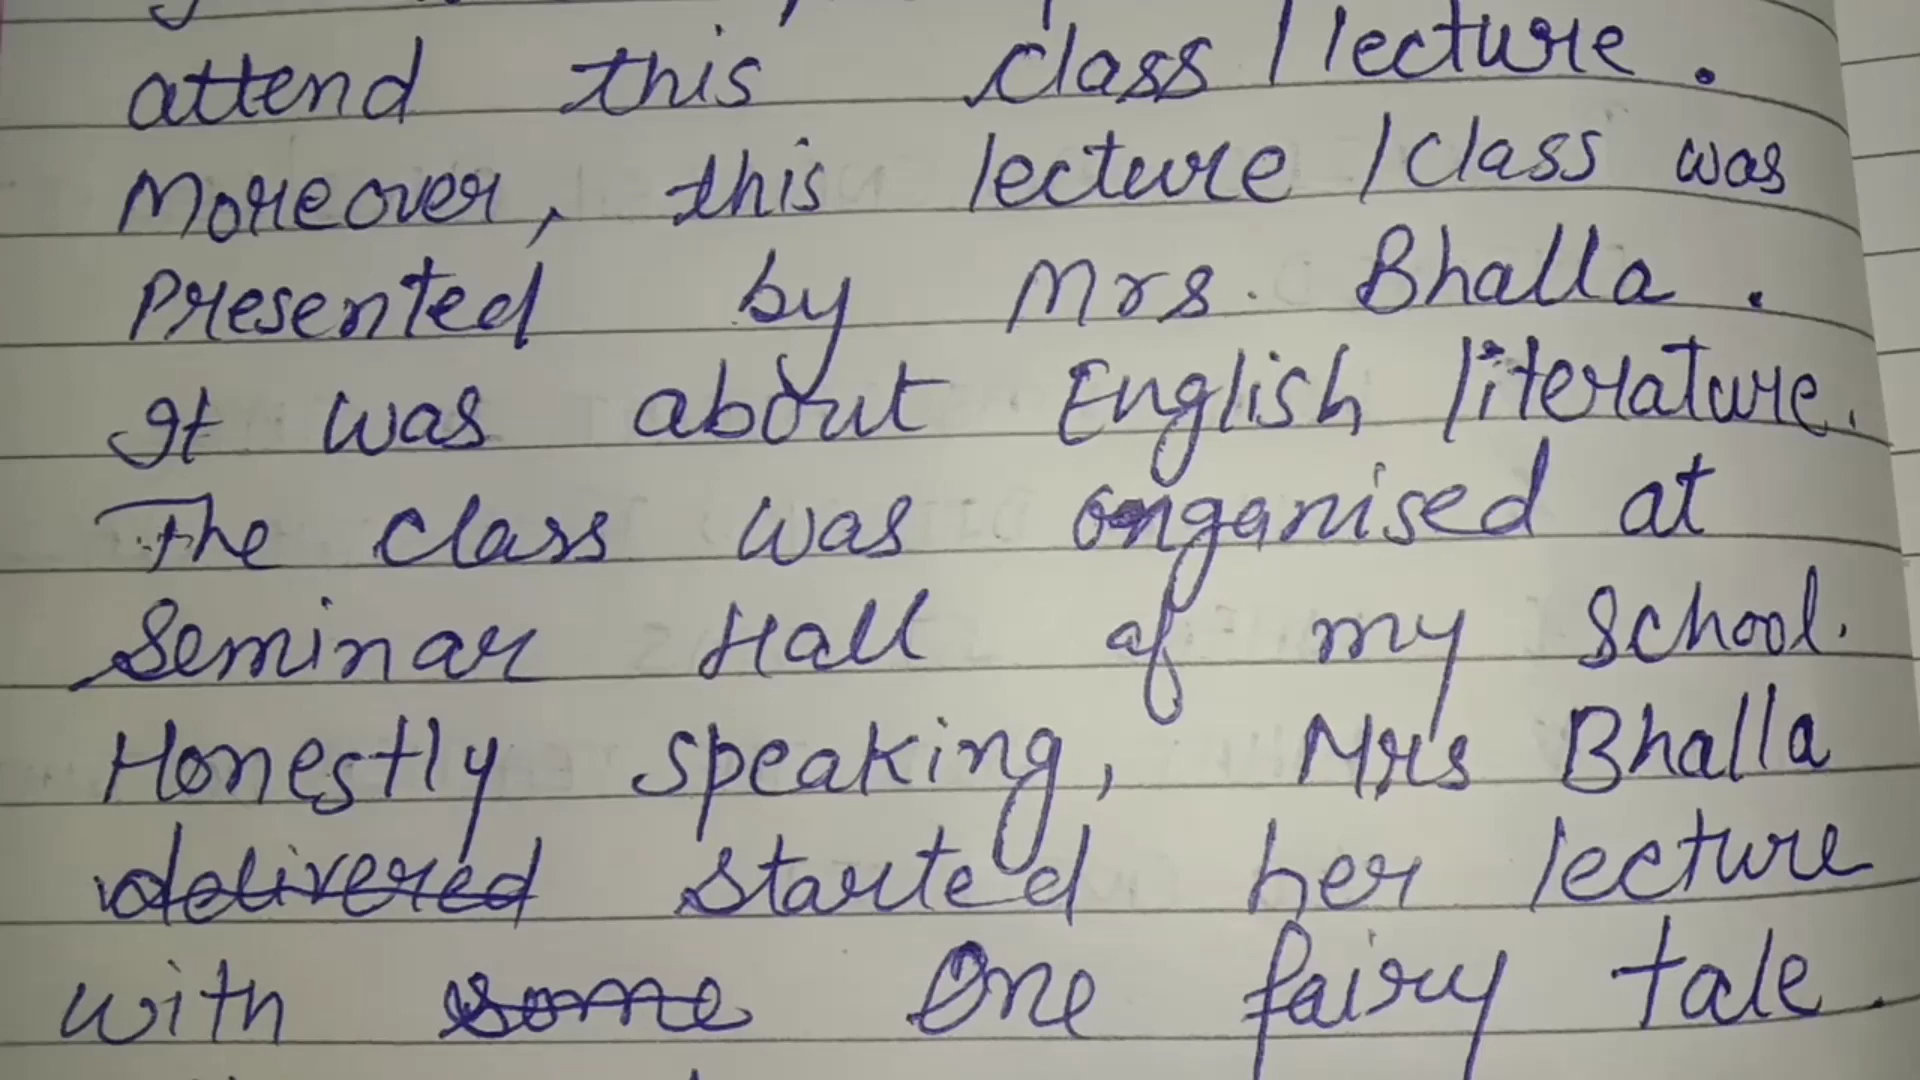 attend this class / lecture.
Moreover, this lecture / class was
Presented by Mrs. Bhalla.
It was about English literature.
The class was organised at
Seminar Hall of my School.
Honestly speaking, Mrs Bhalla
delivered started her lecture
with some One fairy tale.